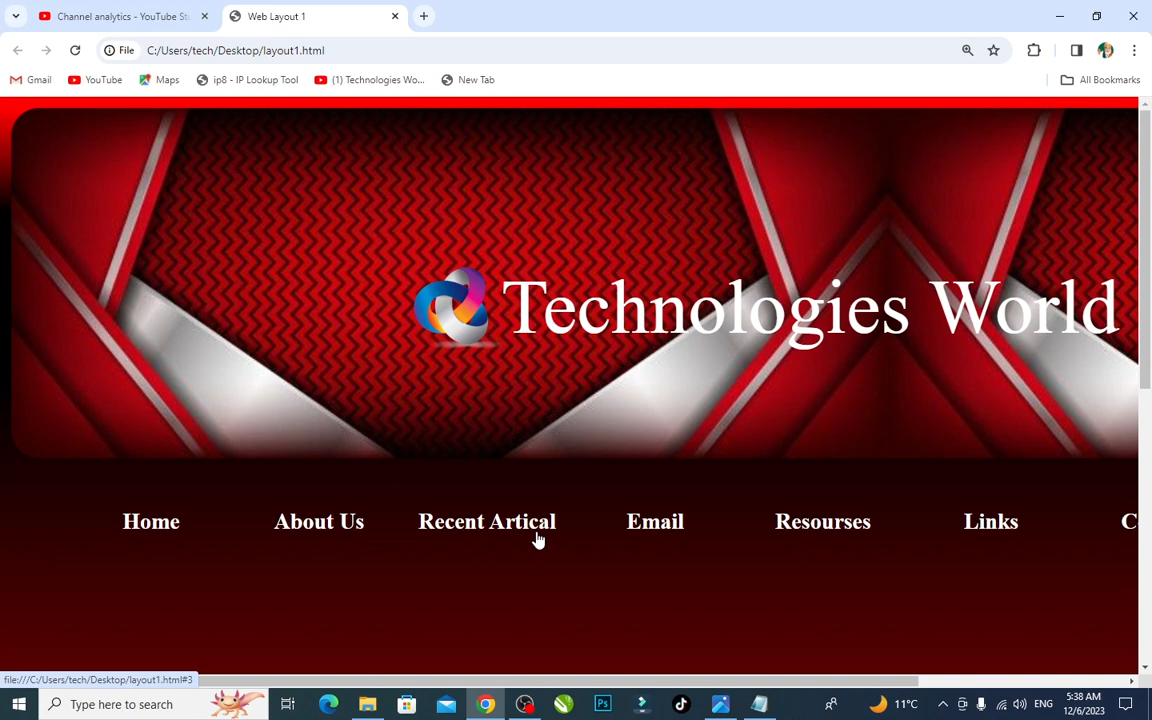 Channel analytics - YouTube Stu
Web Layout 1
File
C:/Users/tech/Desktop/layout1.html
Gmail
YouTube
Maps
ip8 - IP Lookup Tool
(1) Technologies Wo...
New Tab
All Bookmarks
Technologies World
Home
About Us
Recent Artical
Email
Resourses
Links
C
file:///C:/Users/tech/Desktop/layout1.html#3
Type here to search
Ps
11°C
ENG
5:38 AM
12/6/2023